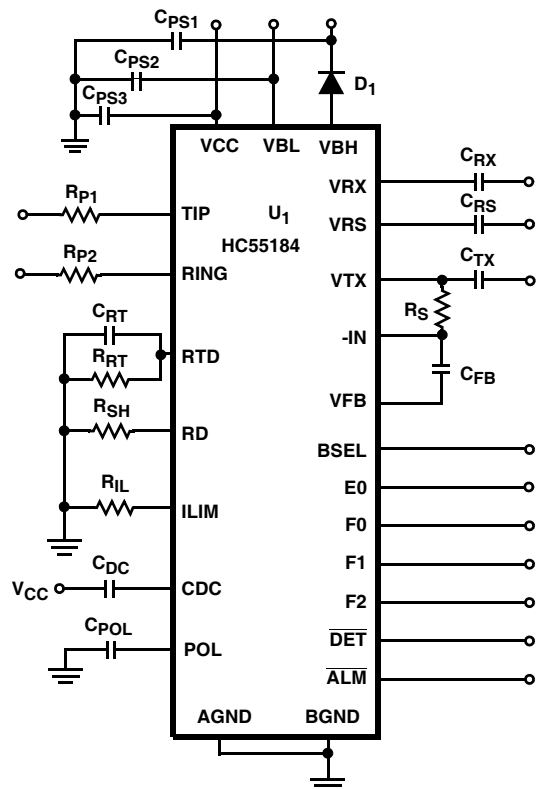 CPS1
CPS2
D1
CPS3
VCC VBL VBH
CRX
VRX
RP1
CRS
TIP
U1
VRS
HC55184
RP2
CTX
RING
VTX
RS
CRT
-IN
RTD
RRT
CFB
RSH
VFB
RD
BSEL
RIL
E0
ILIM
F0
CDC
F1
VCC
CDC
F2
CPOL
DET
POL
ALM
AGND BGND